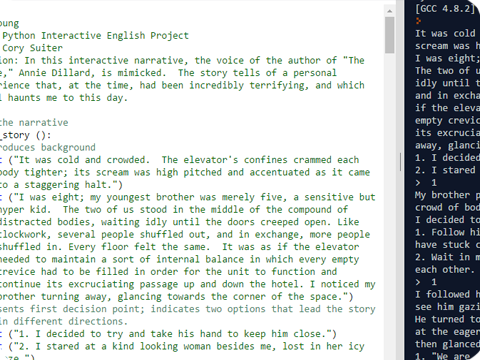 oung
Python Interactive English Project
Cory Suiter
ion: In this interactive narrative, the voice of the author of "The
e," Annie Dillard, is mimicked. The story tells of a personal
rience that, at the time, had been incredibly terrifying, and which
l haunts me to this day.
the narrative
_story ():
roduces background
t ("It was cold and crowded. The elevator's confines crammed each
body tighter; its scream was high pitched and accentuated as it came
to a staggering halt.")
t ("I was eight; my youngest brother was merely five, a sensitive but
hyper kid. The two of us stood in the middle of the compound of
distracted bodies, waiting idly until the doors creeped open. Like
clockwork, several people shuffled out, and in exchange, more people
shuffled in. Every floor felt the same. It was as if the elevator
needed to maintain a sort of internal balance in which every empty
crevice had to be filled in order for the unit to function and
continue its excruciating passage up and down the hotel. I noticed my
brother turning away, glancing towards the corner of the space.")
sents first decision point; indicates two options that lead the story
in different directions.
t ("1. I decided to try and take his hand to keep him close.")
t ("2. I stared at a kind looking woman besides me, lost in her icy
[GCC 4.8.2]
>
It was cold
scream was h
I was eight;
The two of u
idly until t
and in excha
if the eleva
empty crevic
its excrucia
away, glanci
1. I decided
2. I stared
> 1
My brother p
crowd of bod
I decided to
1. Follow hi
have stuck c
2. Wait in m
each other.
> 1
I followed h
see him gazi
He turned to
at the eager
then glancy
1. "We are